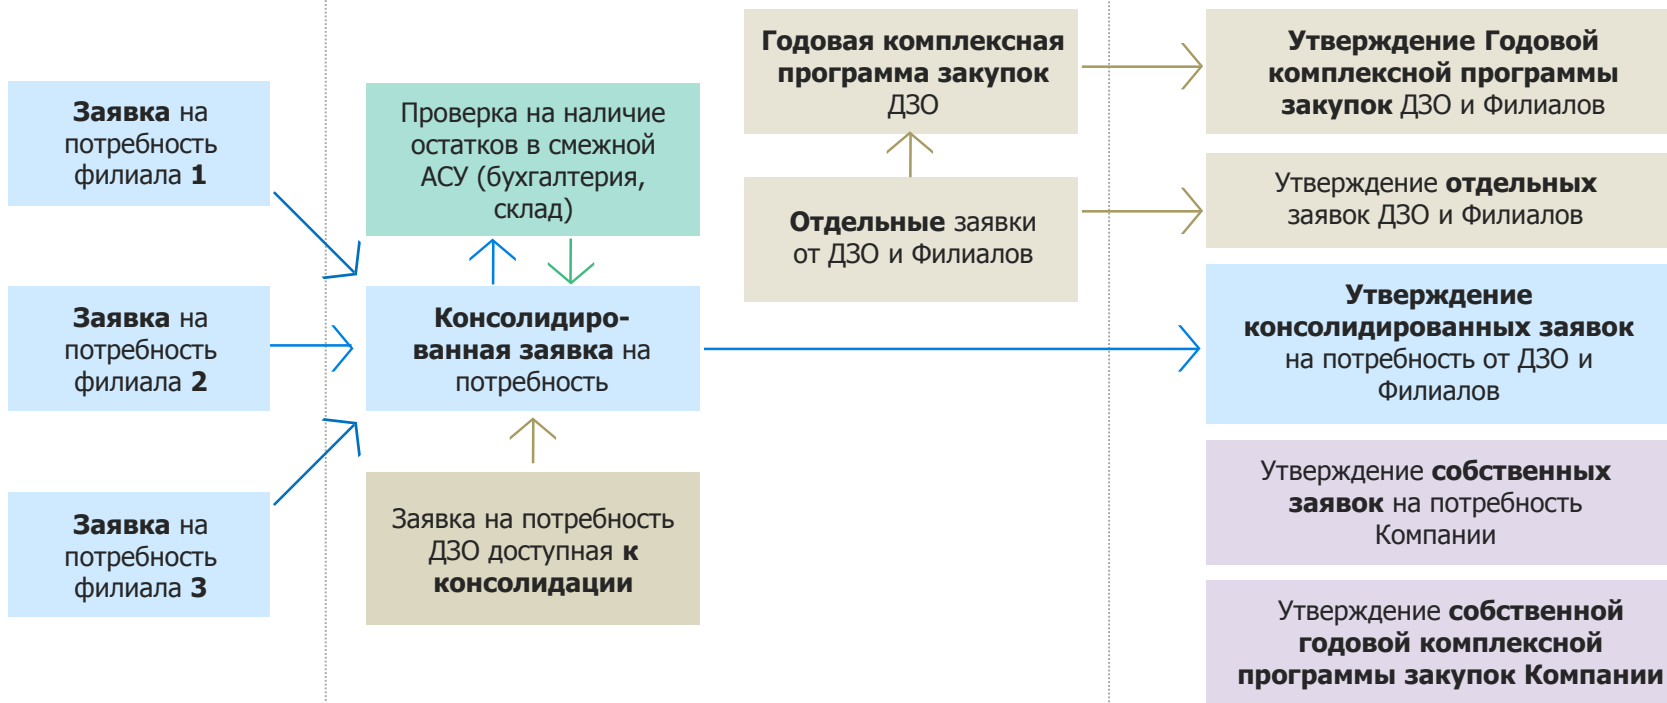 Заявка на
потребность
филиала 1
Заявка на
потребность
филиала 2
Заявка на
потребность
филиала 3
Проверка на наличие
остатков в смежной
АСУ (бухгалтерия,
склад)
Консолидиро-
ванная заявка на
потребность
Заявка на потребность
ДЗО доступная к
консолидации
Годовая комплексная
программа закупок
ДЗО
Отдельные заявки
от ДЗО и Филиалов
Утверждение Годовой
комплексной программы
закупок ДЗО и Филиалов
Утверждение отдельных
заявок ДЗО и Филиалов
Утверждение
консолидированных заявок
на потребность от ДЗО и
Филиалов
Утверждение собственных
заявок на потребность
Компании
Утверждение собственной
годовой комплексной
программы закупок Компании